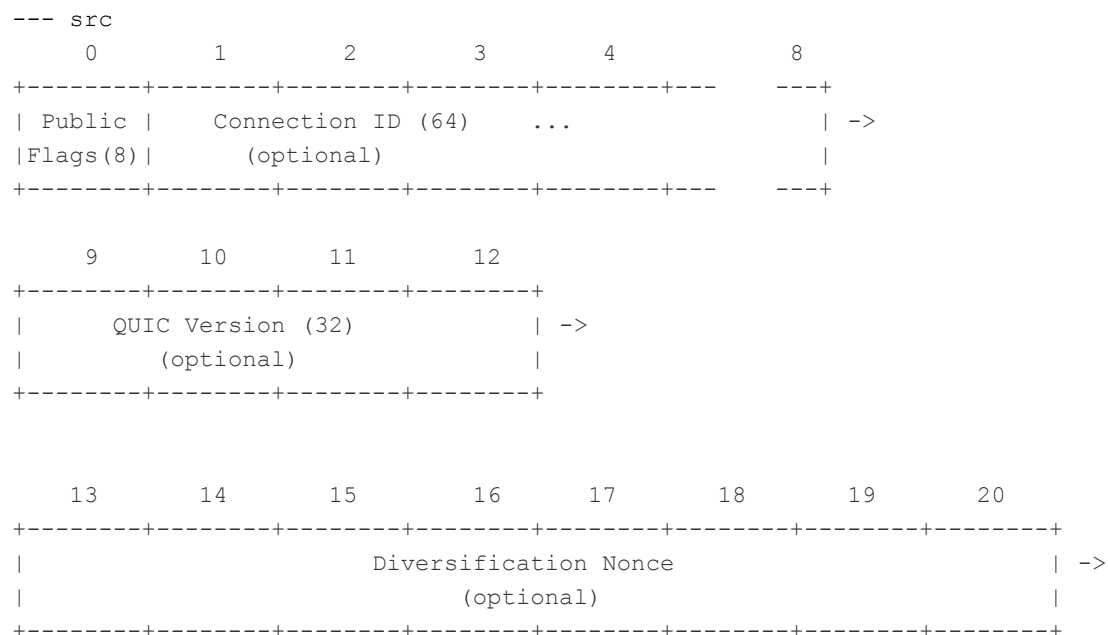 --- src
     0        1        2        3        4            8
+--------+--------+--------+--------+--------+---    ---+
| Public |    Connection ID (64)    ...                 | ->
|Flags(8)|      (optional)                              |
+--------+--------+--------+--------+--------+---    ---+
     9       10       11        12
+--------+--------+--------+--------+
|      QUIC Version (32)            | ->
|         (optional)                |
+--------+--------+--------+--------+
    13       14       15        16      17       18       19       20
+--------+--------+--------+--------+--------+--------+--------+--------+
|                        Diversification Nonce                          | ->
|                              (optional)                               |
+--------+--------+--------+--------+--------+--------+--------+--------+